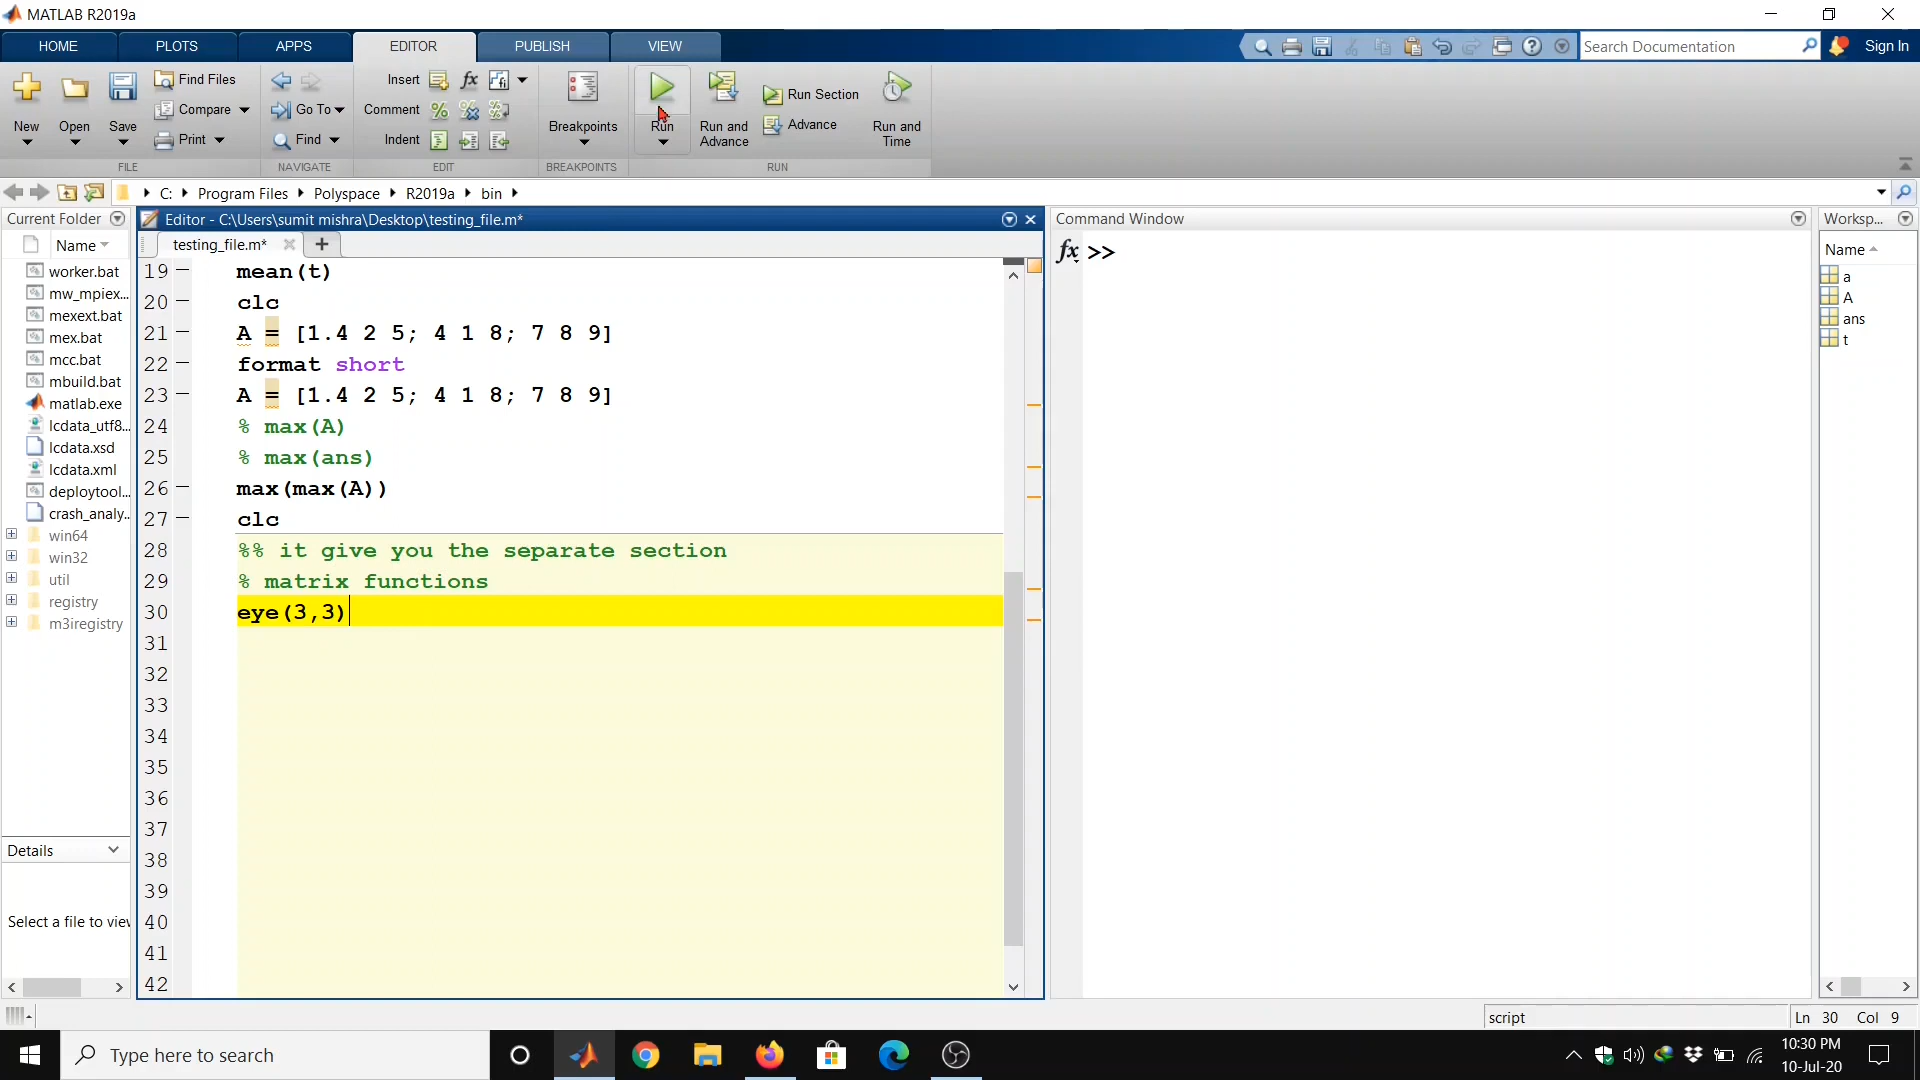 MATLAB R2019a
HOME PLOTS APPS EDITOR PUBLISH VIEW
Search Documentation
Sign In
New
Open
Save
Find Files
Compare
Print
FILE
Go To
Find
NAVIGATE
Insert
fx
Comment
Indent
EDIT
Breakpoints
BREAKPOINTS
Run
Run and Advance
Run Section
Advance
Run and Time
RUN
C: Program Files Polyspace R2019a bin
Current Folder
Name
worker.bat
mw_mpiex...
mexext.bat
mex.bat
mcc.bat
mbuild.bat
matlab.exe
lcdata_utf8...
lcdata.xsd
lcdata.xml
deploytool...
crash_analy...
win64
win32
util
registry
m3iregistry
Details
Select a file to view
Editor - C:\Users\sumit mishra\Desktop\testing_file.m*
testing_file.m*
19 mean(t)
20 clc
21 A = [1.4 2 5; 4 1 8; 7 8 9]
22 format short
23 A = [1.4 2 5; 4 1 8; 7 8 9]
24 % max(A)
25 % max(ans)
26 max(max(A))
27 clc
28 %% it give you the separate section
29 % matrix functions
30 eye(3,3)
31
32
33
34
35
36
37
38
39
40
41
42
Command Window
fx >>
Worksp...
Name
a
A
ans
t
script
Ln 30 Col 9
Type here to search
10:30 PM
10-Jul-20